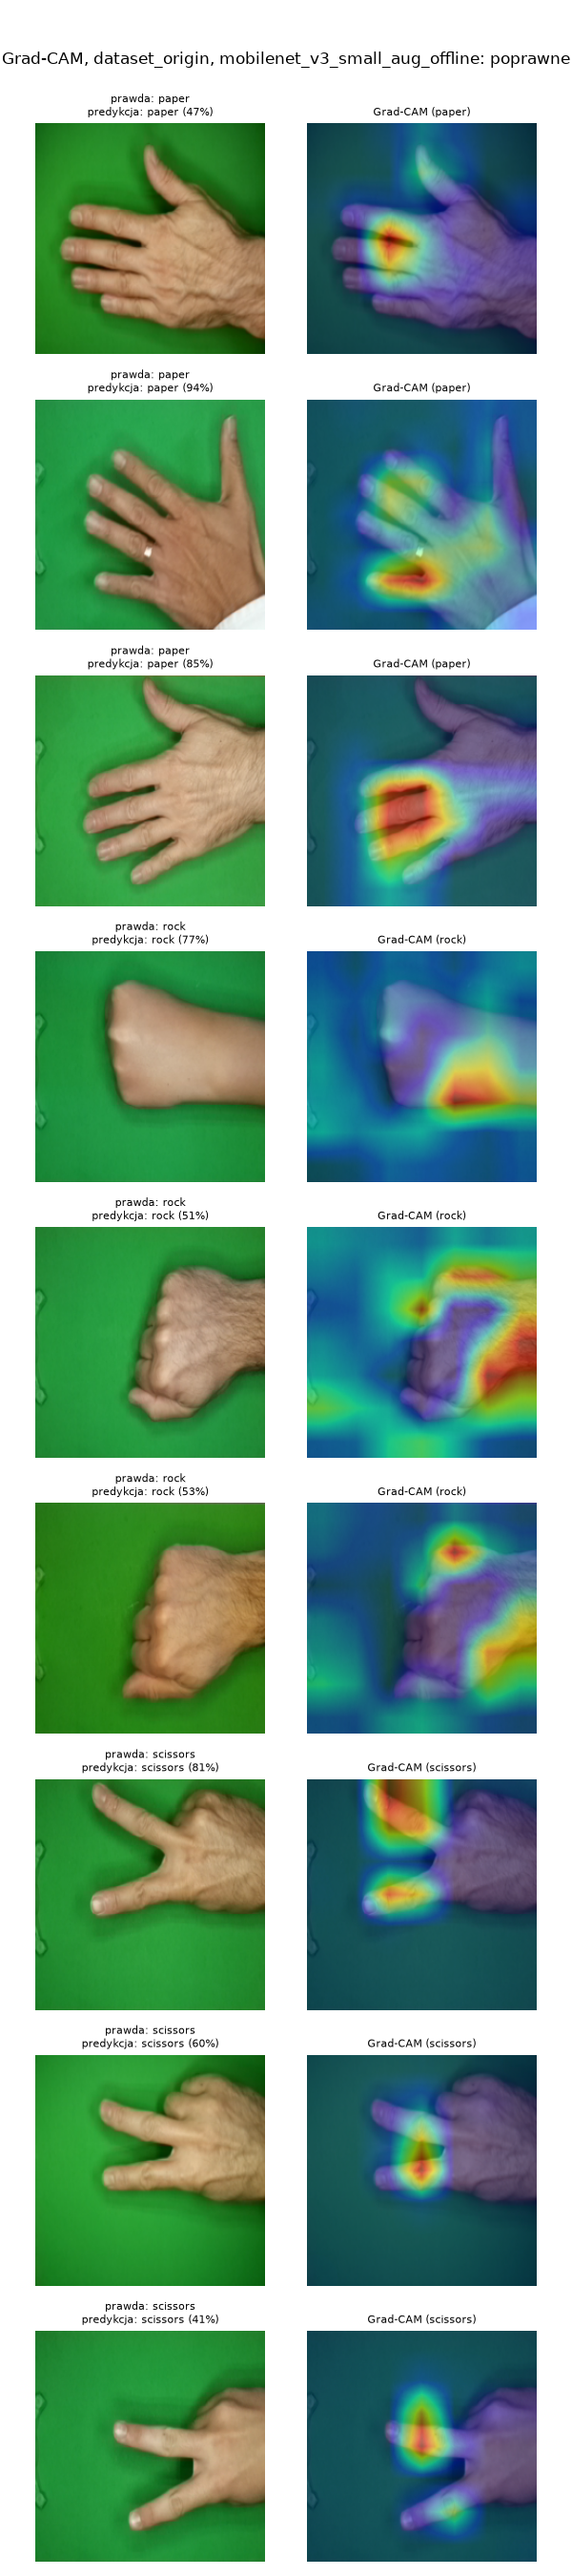 Grad-CAM, dataset_origin, mobilenet_v3_small_aug_offline: poprawne
prawda: paper
predykcja: paper (47%)
Grad-CAM (paper)
prawda: paper
predykcja: paper (94%)
Grad-CAM (paper)
prawda: paper
predykcja: paper (85%)
Grad-CAM (paper)
prawda: rock
predykcja: rock (77%)
Grad-CAM (rock)
prawda: rock
predykcja: rock (51%)
Grad-CAM (rock)
prawda: rock
predykcja: rock (53%)
Grad-CAM (rock)
prawda: scissors
predykcja: scissors (81%)
Grad-CAM (scissors)
prawda: scissors
predykcja: scissors (60%)
Grad-CAM (scissors)
prawda: scissors
predykcja: scissors (41%)
Grad-CAM (scissors)